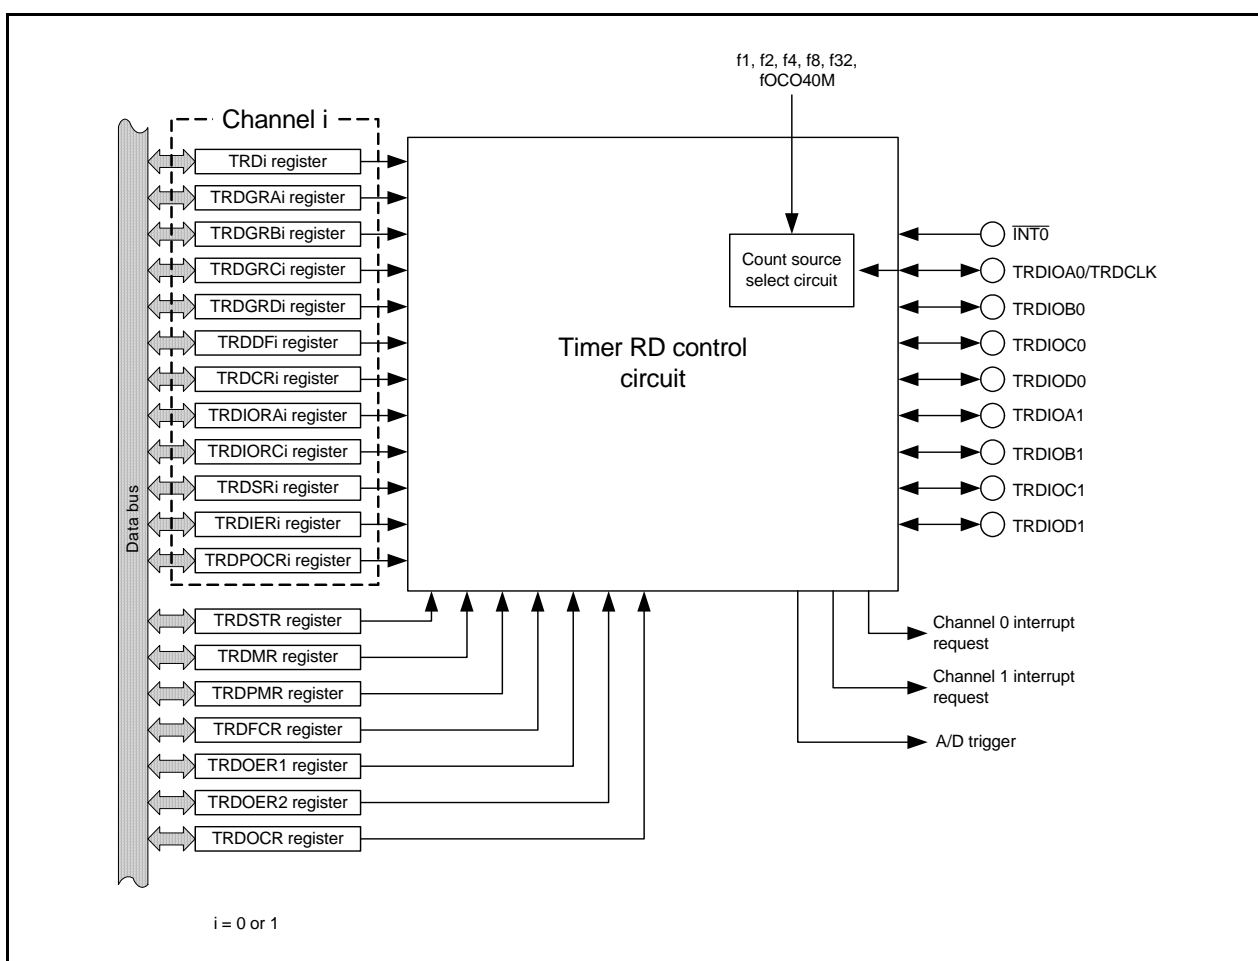 f1, f2, f4, f8, f32,
fOCO40M
Channel i
TRDi register
TRDGRAi register
TRDGRBi register
TRDGRCi register
TRDGRDi register
TRDDFi register
TRDCRi register
TRDIORAi register
TRDIORCi register
TRDSRi register
TRDIERi register
TRDPOCRi register
Data bus
TRDSTR register
TRDMR register
TRDPMR register
TRDFCR register
TRDOER1 register
TRDOER2 register
TRDOCR register
Count source
select circuit
Timer RD control
circuit
INT0
TRDIOA0/TRDCLK
TRDIOB0
TRDIOC0
TRDIOD0
TRDIOA1
TRDIOB1
TRDIOC1
TRDIOD1
Channel 0 interrupt
request
Channel 1 interrupt
request
A/D trigger
i = 0 or 1